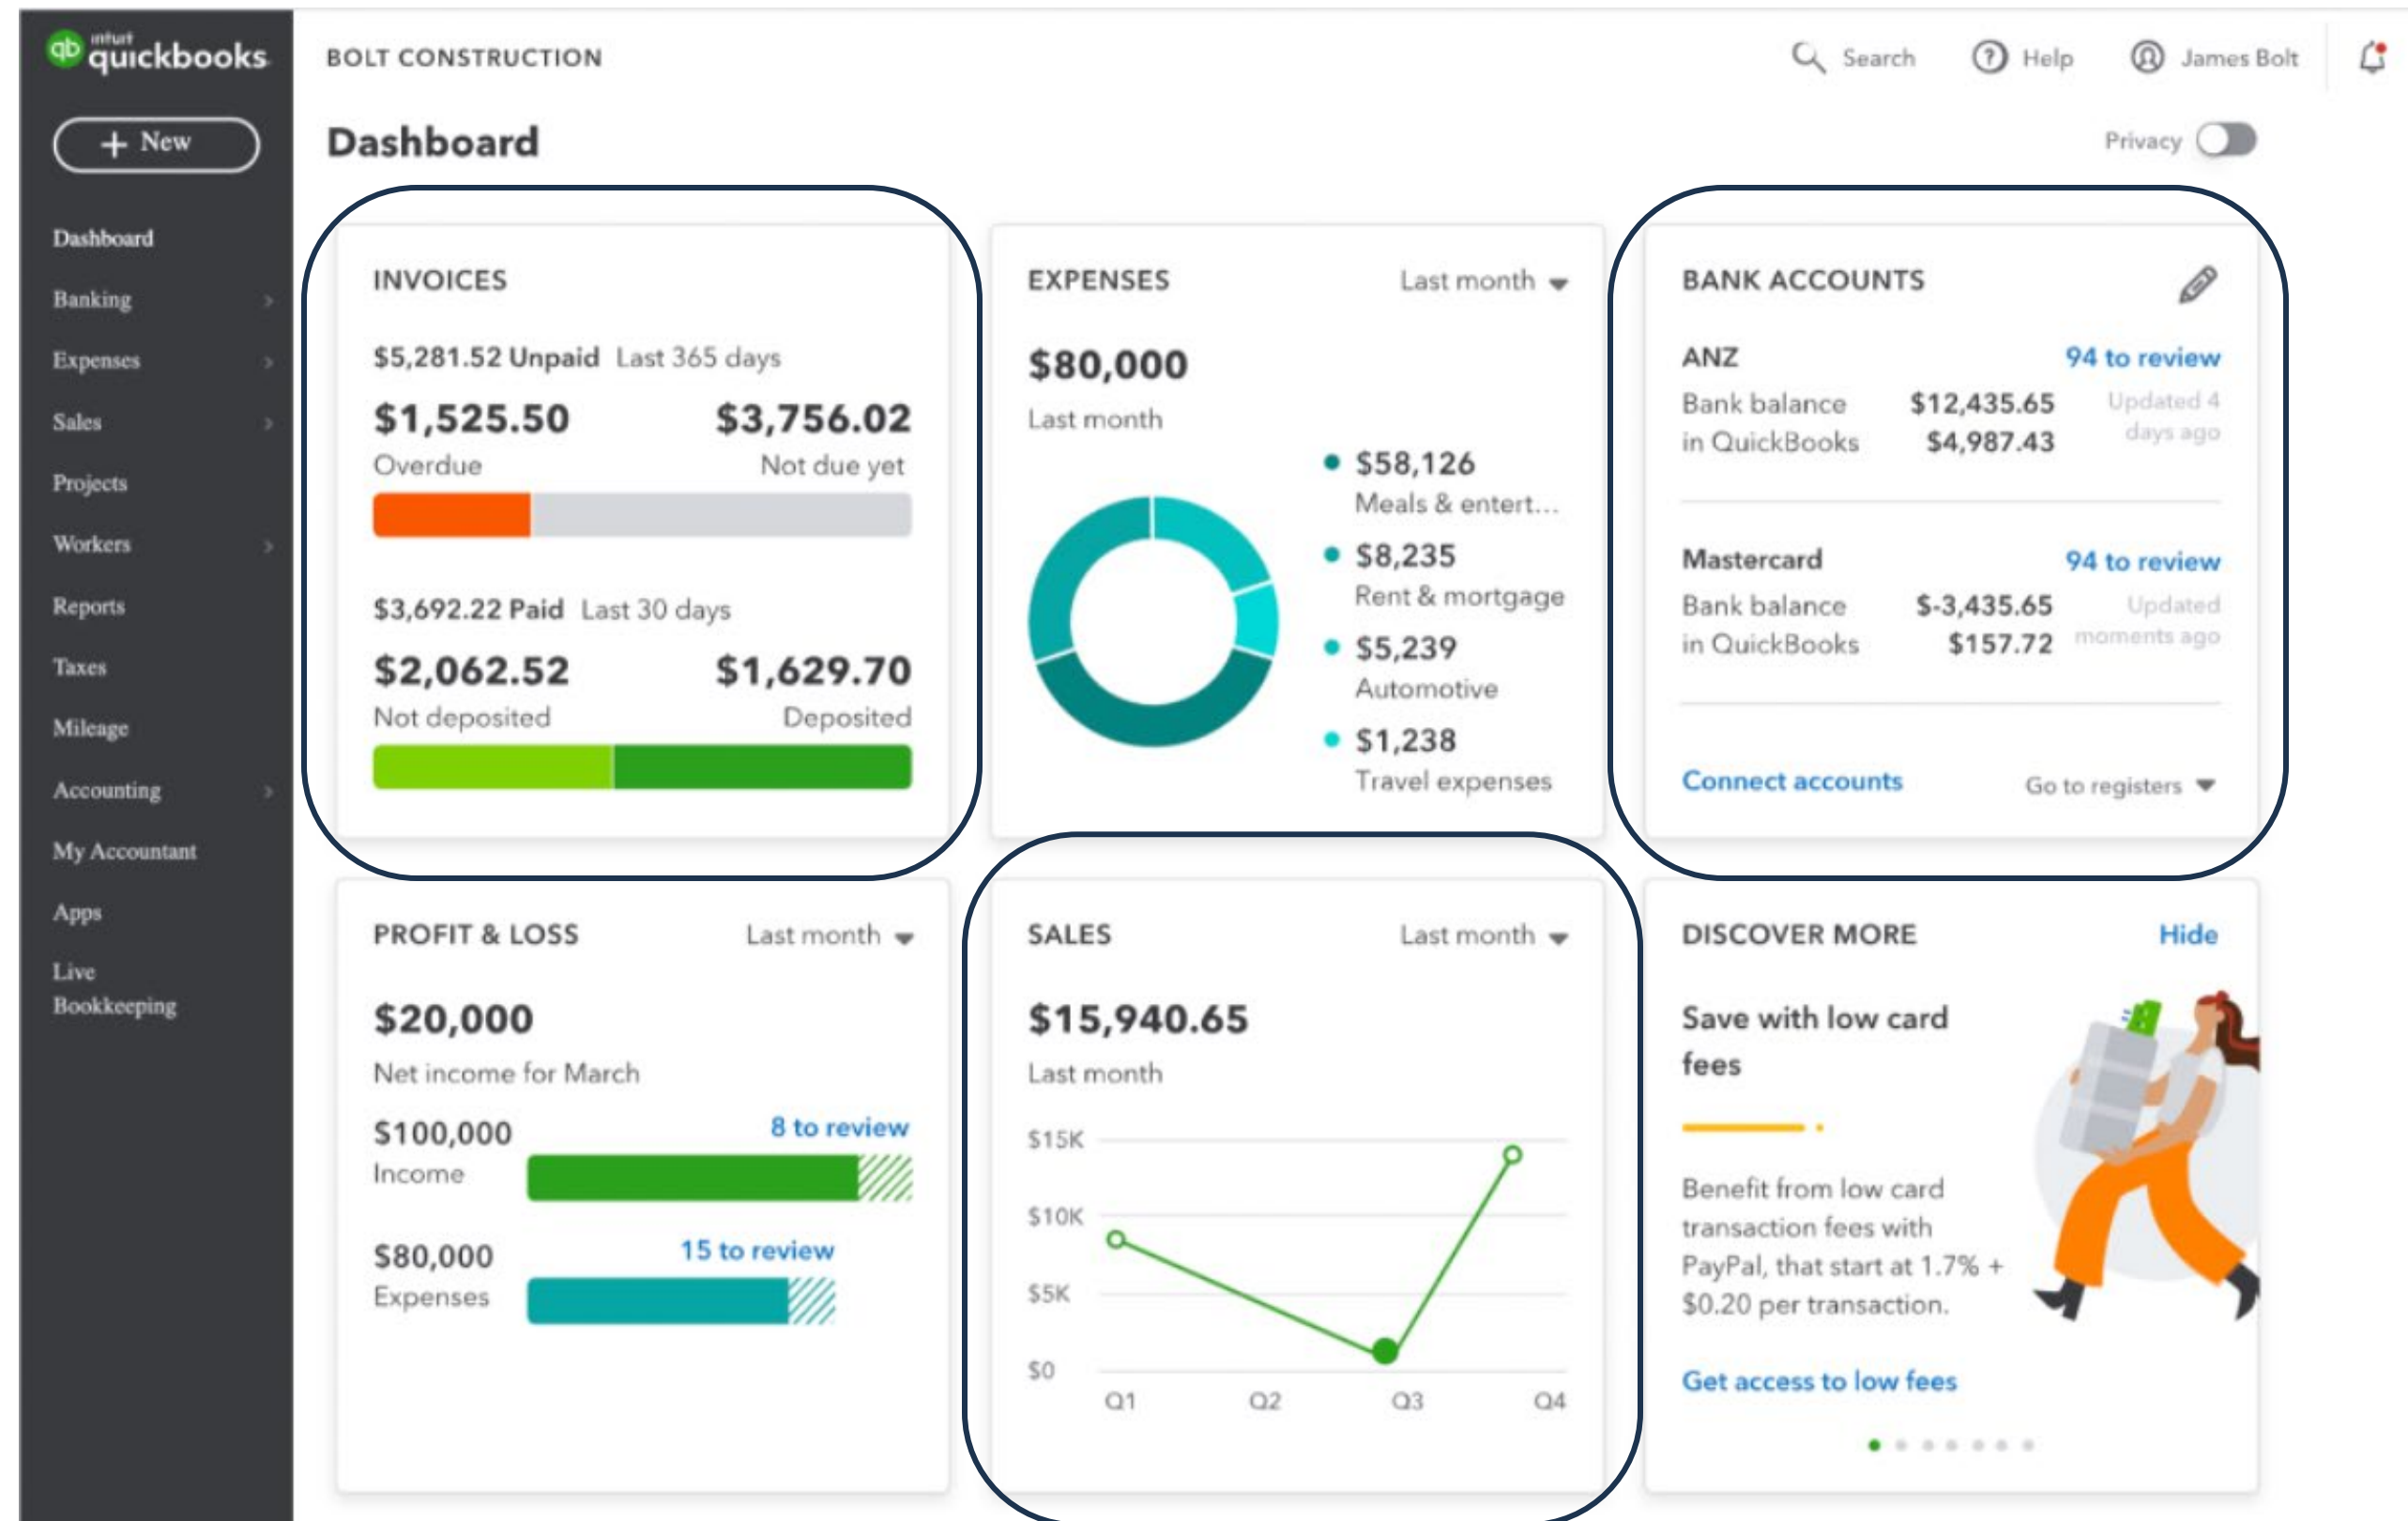 intuit
qb quickbooks
+ New
Dashboard
Banking
Expenses
Sales
Projects
Workers
Reports
Taxes
Mileage
Accounting
My Accountant
Apps
Live
Bookkeeping
BOLT CONSTRUCTION
Search
Help
James Bolt
Dashboard
Privacy
INVOICES
$5,281.52 Unpaid Last 365 days
$1,525.50 $3,756.02
Overdue Not due yet
$3,692.22 Paid Last 30 days
$2,062.52 $1,629.70
Not deposited Deposited
EXPENSES Last month
$80,000
Last month
$58,126
Meals & entert...
$8,235
Rent & mortgage
$5,239
Automotive
$1,238
Travel expenses
BANK ACCOUNTS
ANZ 94 to review
Bank balance $12,435.65 Updated 4
in QuickBooks $4,987.43 days ago
Mastercard 94 to review
Bank balance $-3,435.65 Updated
in QuickBooks $157.72 moments ago
Connect accounts Go to registers
PROFIT & LOSS Last month
$20,000
Net income for March
$100,000 8 to review
Income
$80,000 15 to review
Expenses
SALES Last month
$15,940.65
Last month
$15K
$10K
$5K
$0
Q1 Q2 Q3 Q4
DISCOVER MORE Hide
Save with low card
fees
Benefit from low card
transaction fees with
PayPal, that start at 1.7% +
$0.20 per transaction.
Get access to low fees